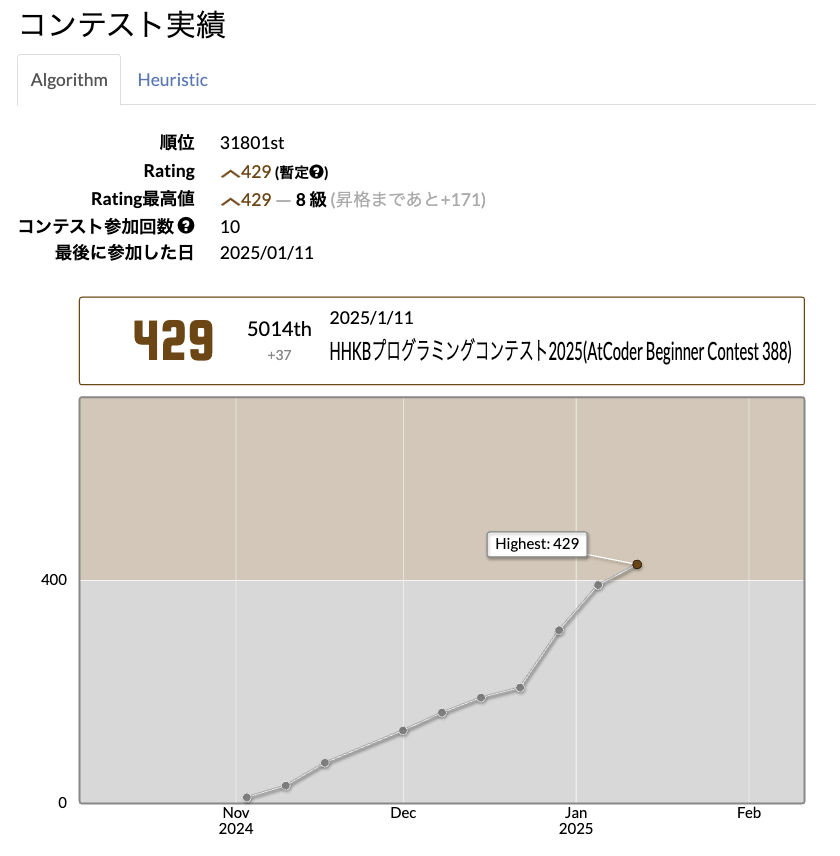 コンテスト実績
Algorithm Heuristic
順位 31801st
Rating 429 (暫定?)
Rating最高値 429 ― 8 級 (昇格まであと+171)
コンテスト参加回数 ? 10
最後に参加した日 2025/01/11
429 5014th +37 2025/1/11
HHKBプログラミングコンテスト2025(AtCoder Beginner Contest 388)
Highest: 429
400
0
Nov Dec Jan Feb
2024 2025